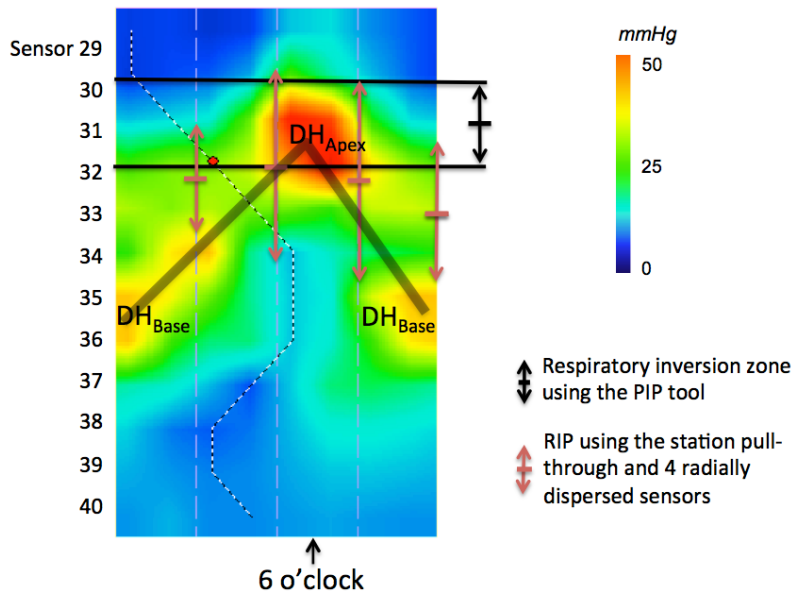 mmHg
Sensor 29
50
30
31
DH Apex
32
25
33
34
35
0
DH Base
DH Base
36
37
Respiratory inversion zone
using the PIP tool
38
RIP using the station pull-
39
through and 4 radially
dispersed sensors
40
6 o’clock